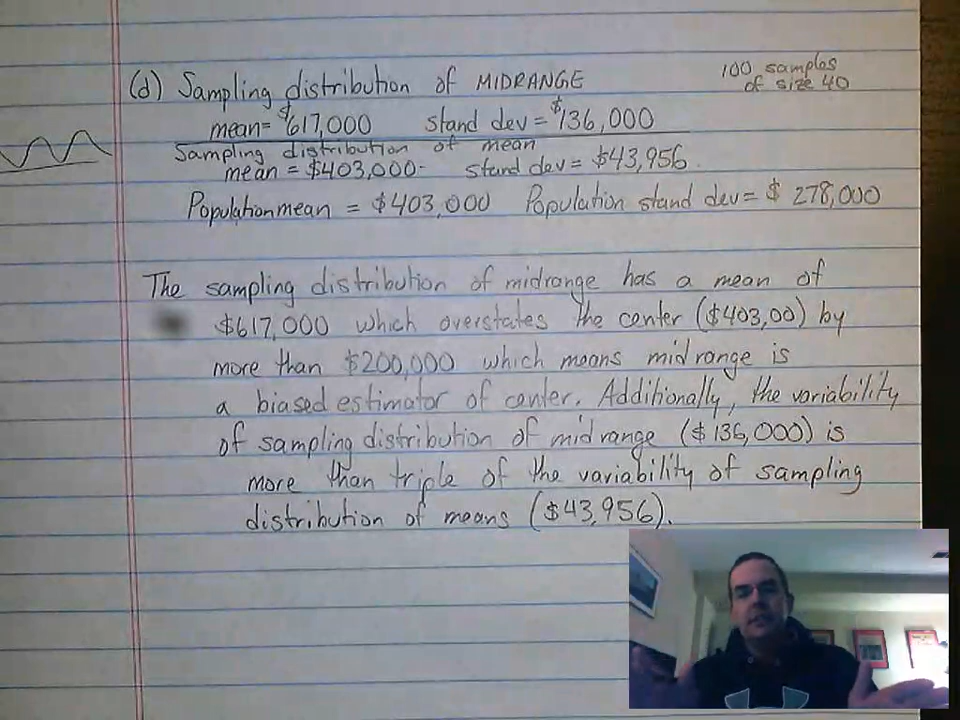 (d) Sampling distribution of MIDRANGE
100 samples
of size 40
mean = $617,000 stand dev = $136,000
Sampling distribution of mean
mean = $403,000 stand dev = $43,956
Population mean = $403,000 Population stand dev = $ 278,000
The sampling distribution of midrange has a mean of
$617,000 which overstates the center ($403,00) by
more than $200,000 which means midrange is
a biased estimator of center. Additionally, the variability
of sampling distribution of midrange ($136,000) is
more than triple of the variability of sampling
distribution of means ($43,956).